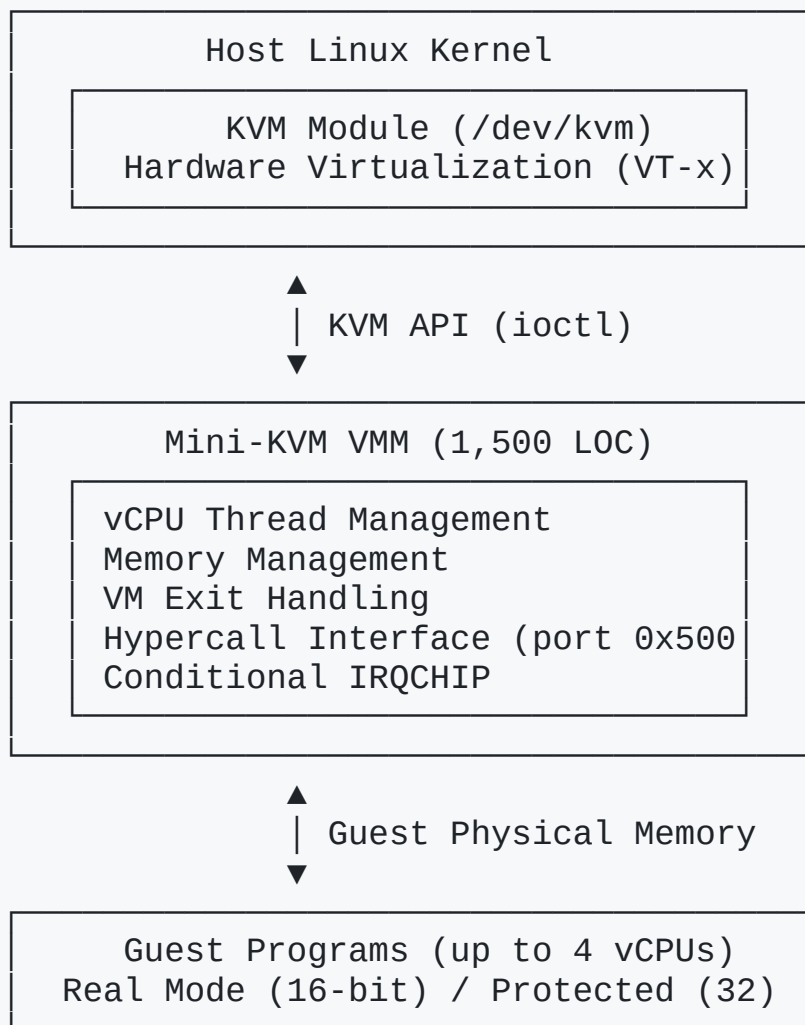 Host Linux Kernel
KVM Module (/dev/kvm)
Hardware Virtualization (VT-x)
▲
│ KVM API (ioctl)
▼
Mini-KVM VMM (1,500 LOC)
vCPU Thread Management
Memory Management
VM Exit Handling
Hypercall Interface (port 0x500
Conditional IRQCHIP
▲
│ Guest Physical Memory
▼
Guest Programs (up to 4 vCPUs)
Real Mode (16-bit) / Protected (32)